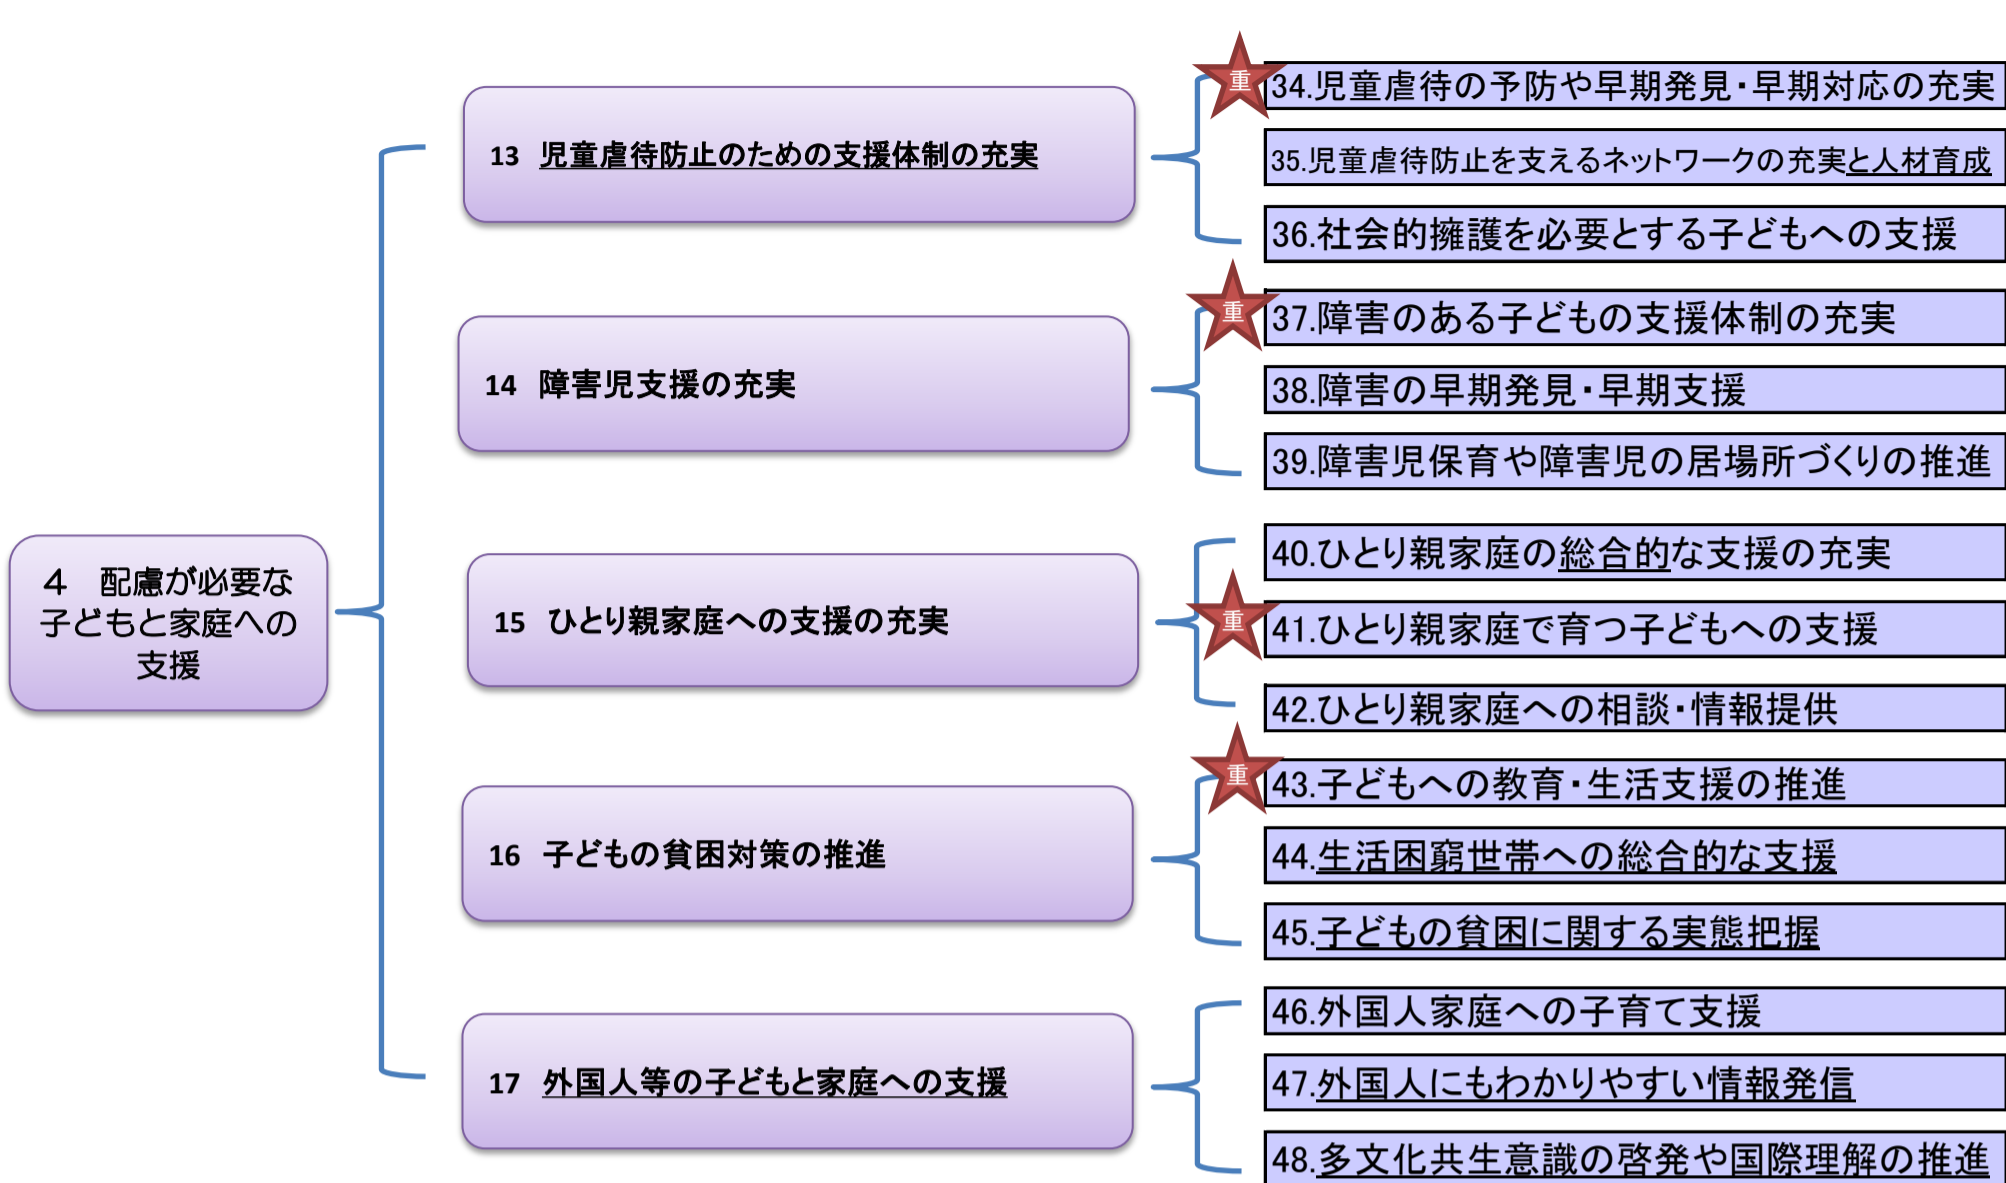 ４　配慮が必要な
子どもと家庭への
支援
13　児童虐待防止のための支援体制の充実
重
34.児童虐待の予防や早期発見・早期対応の充実
35.児童虐待防止を支えるネットワークの充実と人材育成
36.社会的擁護を必要とする子どもへの支援
14　障害児支援の充実
重
37.障害のある子どもの支援体制の充実
38.障害の早期発見・早期支援
39.障害児保育や障害児の居場所づくりの推進
15　ひとり親家庭への支援の充実
40.ひとり親家庭の総合的な支援の充実
重
41.ひとり親家庭で育つ子どもへの支援
42.ひとり親家庭への相談・情報提供
16　子どもの貧困対策の推進
重
43.子どもへの教育・生活支援の推進
44.生活困窮世帯への総合的な支援
45.子どもの貧困に関する実態把握
17　外国人等の子どもと家庭への支援
46.外国人家庭への子育て支援
47.外国人にもわかりやすい情報発信
48.多文化共生意識の啓発や国際理解の推進